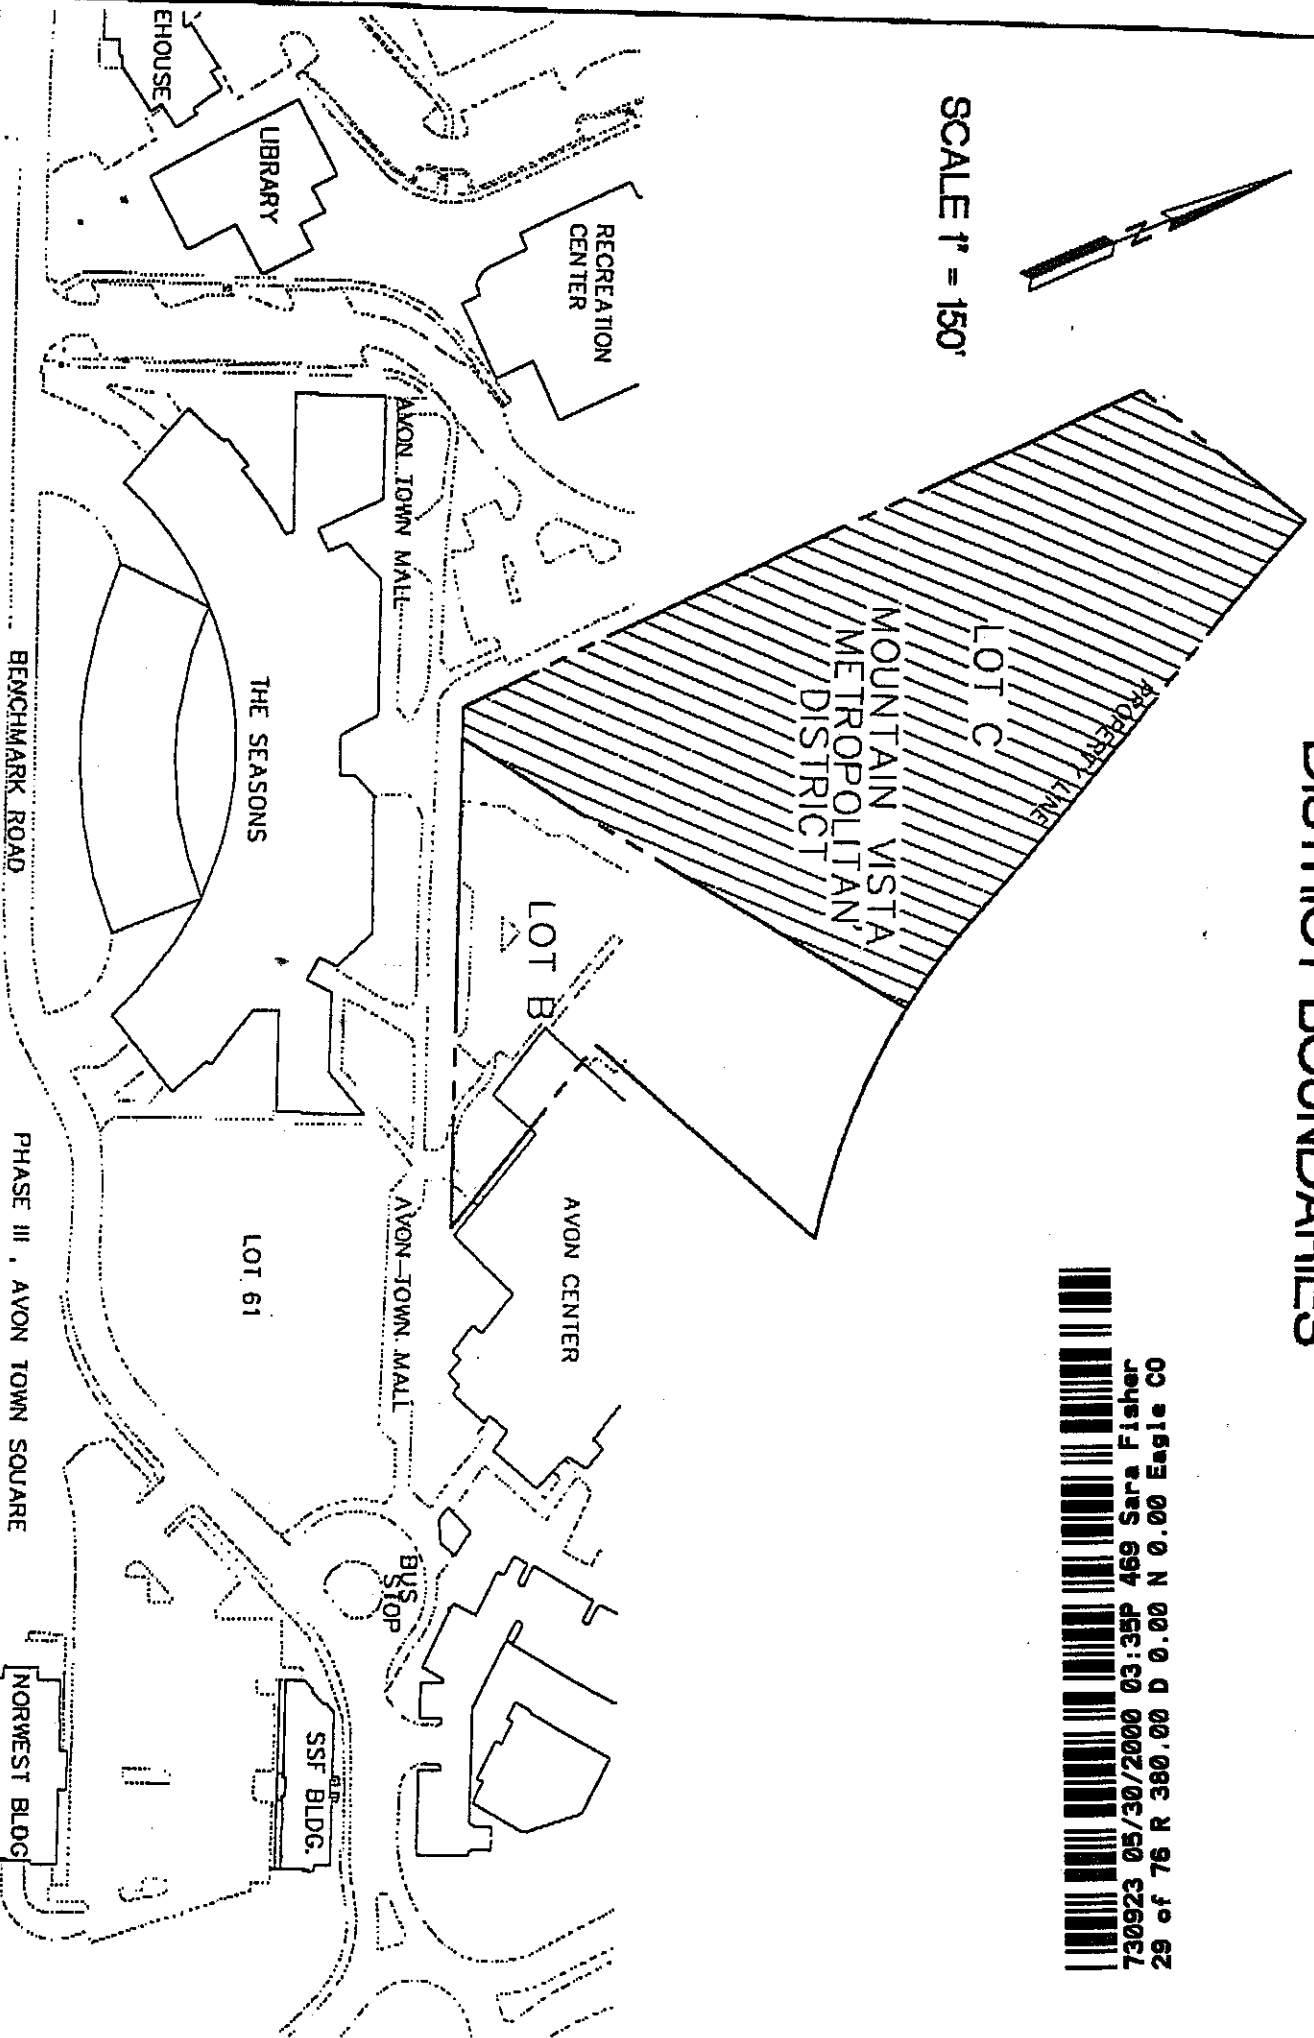 DISTRICT BOUNDARIES
SCALE 1" = 150'
N
730923 05/30/2000 03:35P 469 Sara Fisher
29 of 76 R 380.00 D 0.00 N 0.00 Eagle CO
PROPERTY LINE
LOT C
MOUNTAIN VISTA
METROPOLITAN
DISTRICT
RECREATION
CENTER
LOT B
AVON CENTER
AVON TOWN MALL
AVON TOWN MALL
BUS
STOP
LIBRARY
THE SEASONS
LOT 61
SSF BLDG.
EHOUSE
BENCHMARK ROAD
PHASE III , AVON TOWN SQUARE
NORWEST BLDG